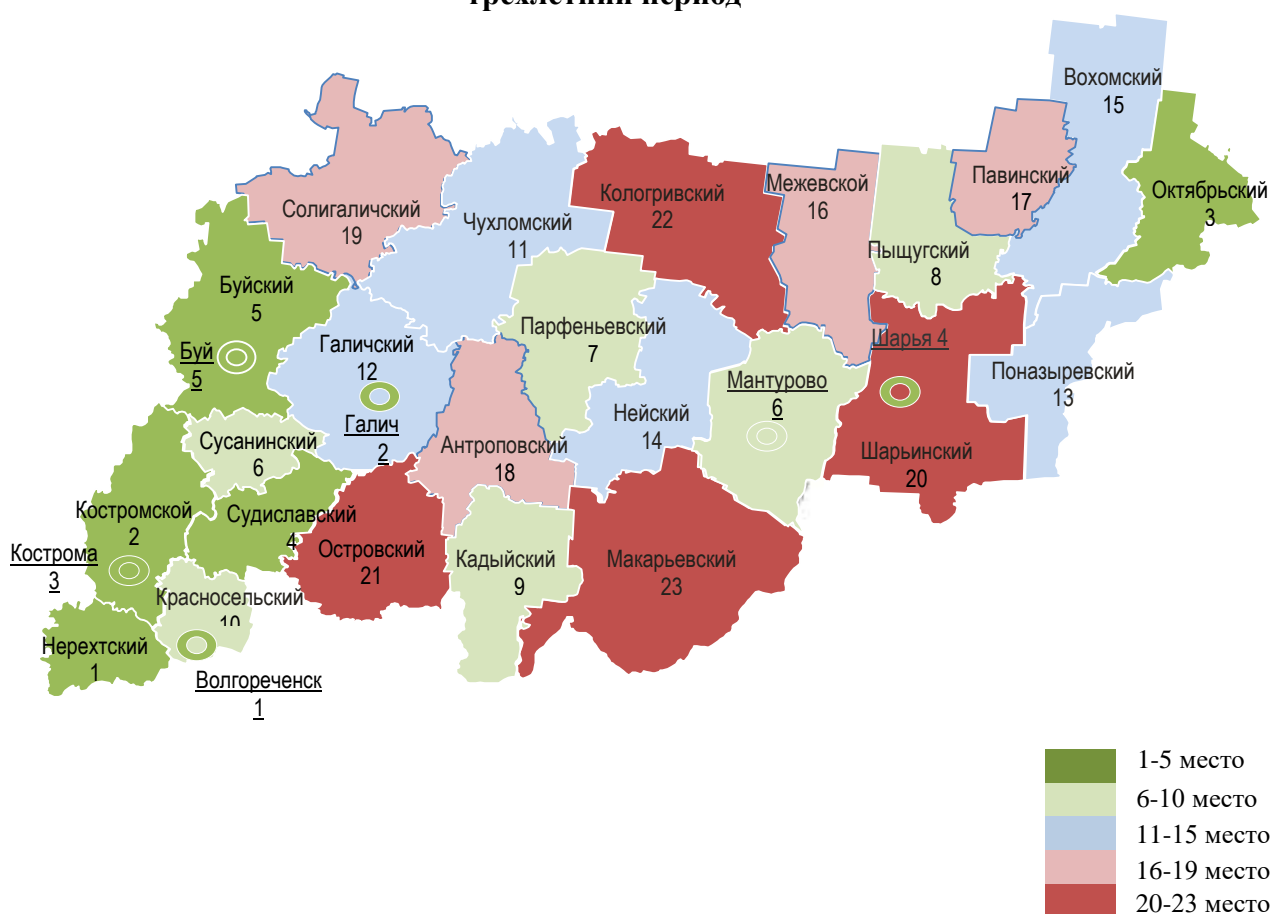 трехлетний период
Вохомский
15
Октябрьский
3
Павинский
17
Межевской
16
Кологривский
22
Солигаличский
19
Чухломский
11
Пыщугский
8
Буйский
5
Буй
5
Парфеньевский
7
Шарья 4
Галичский
12
Галич
2
Мантурово
6
Поназыревский
13
Нейский
14
Сусанинский
6
Антроповский
18
Шарьинский
20
Костромской
2
Судиславский
4
Кострома
3
Островский
21
Кадыйский
9
Макарьевский
23
Красносельский
10
Нерехтский
1
Волгореченск
1
1-5 место
6-10 место
11-15 место
16-19 место
20-23 место